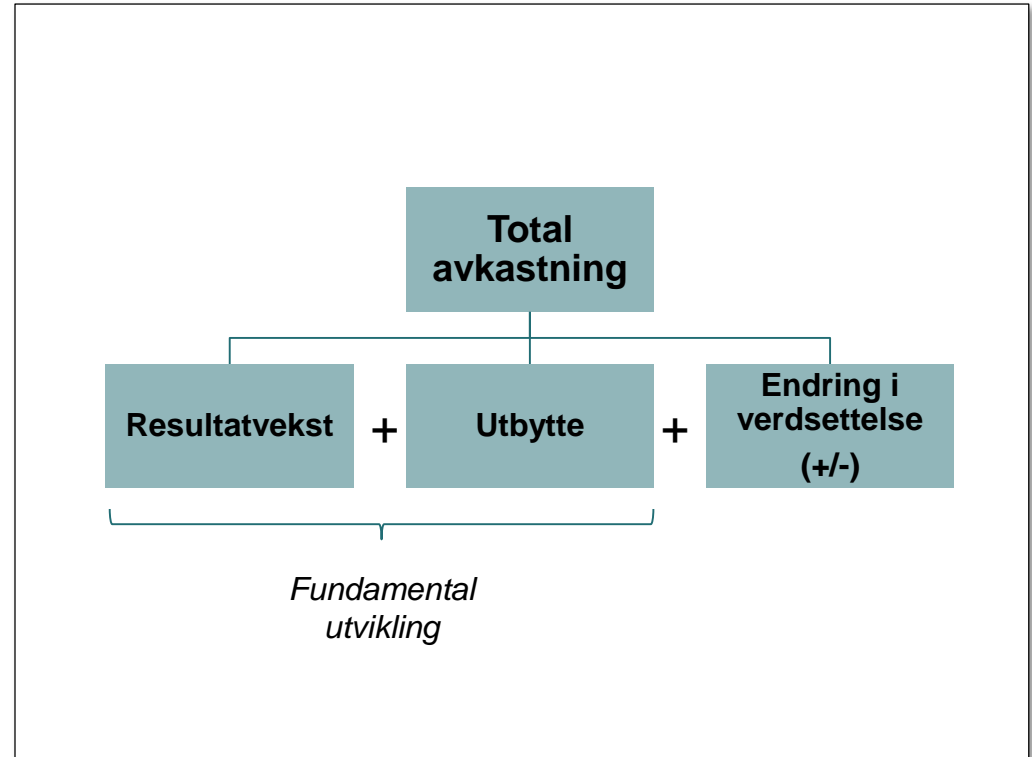 Total
avkastning
Resultatvekst + Utbytte + Endring i
verdsettelse
(+/-)
Fundamental
utvikling